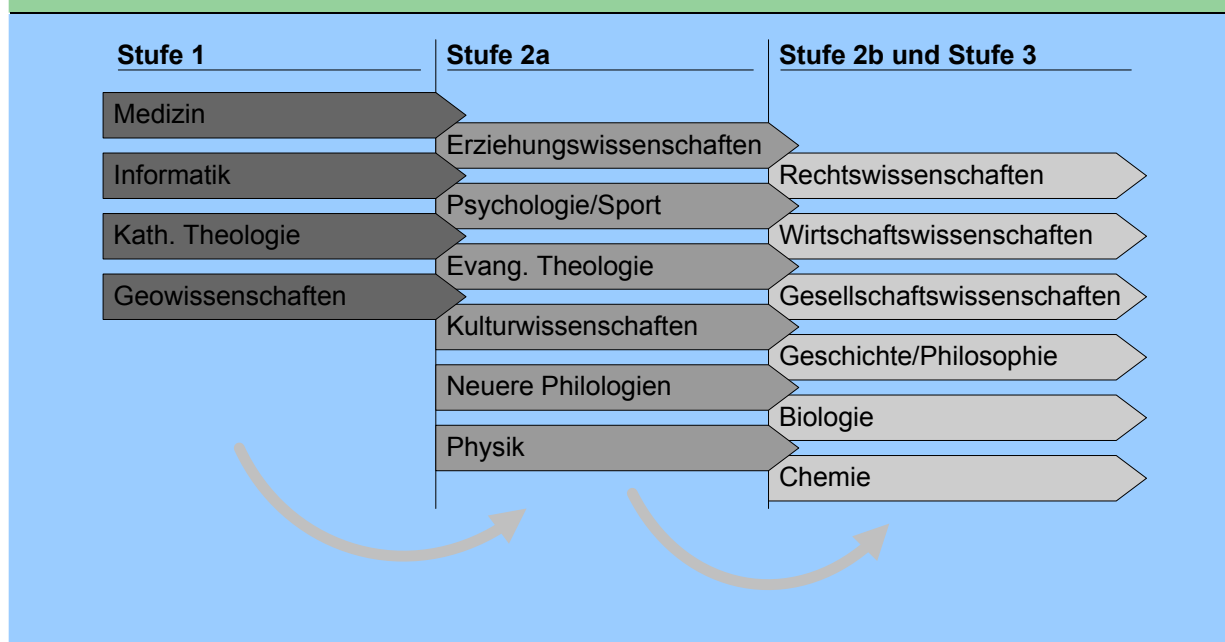 Stufe 1
Medizin
Informatik
Kath. Theologie
Geowissenschaften
Stufe 2a
Erziehungswissenschaften
Psychologie/Sport
Evang. Theologie
Kulturwissenschaften
Neuere Philologien
Physik
Stufe 2b und Stufe 3
Rechtswissenschaften
Wirtschaftswissenschaften
Gesellschaftswissenschaften
Geschichte/Philosophie
Biologie
Chemie